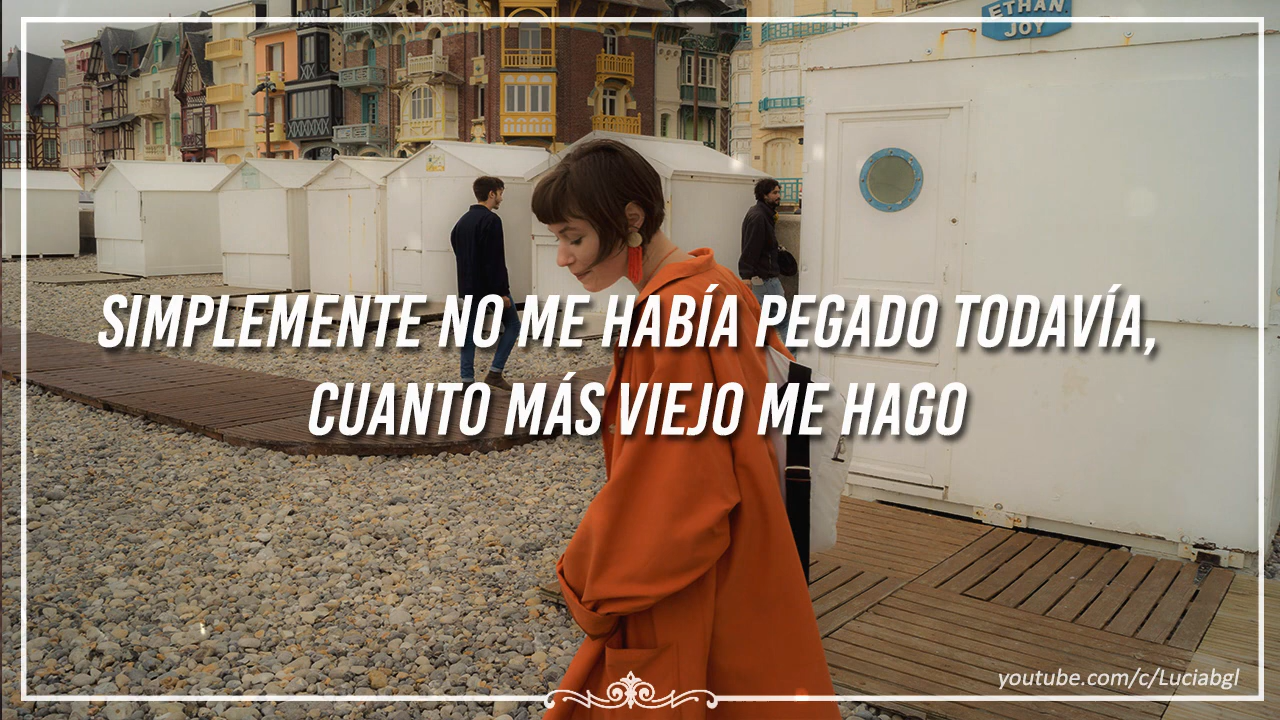 ETHAN
JOY
SIMPLEMENTE NO ME HABÍA PEGADO TODAVÍA,
CUANTO MÁS VIEJO ME HAGO
youtube.com/c/Luciabgl